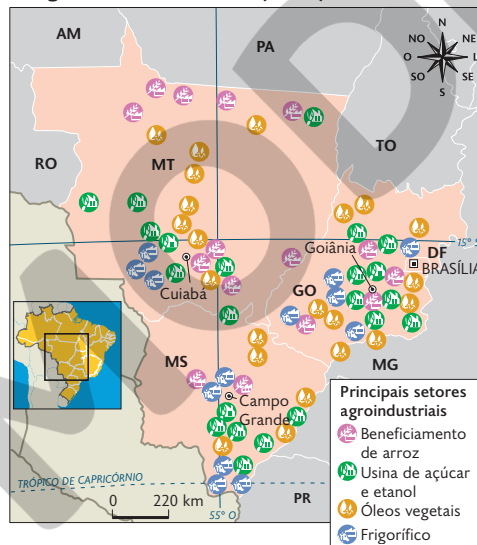 AM
PA
N
NO
NE
O
L
SO
SE
S
RO
MT
TO
15° S
Goiânia
DF
BRASÍLIA
Cuiabá
GO
MS
MG
Campo
Grande
Principais setores
agroindustriais
Beneficiamento
de arroz
Usina de açúcar
e etanol
Óleos vegetais
Frigorífico
TRÓPICO DE CAPRICÓRNIO
0 220 km
PR
55° O